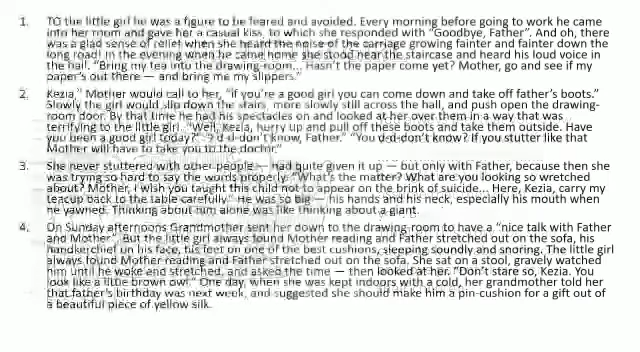 1. TO the little girl he was a figure to be feared and avoided. Every morning before going to work he came
into her room and gave her a casual kiss, to which she responded with "Goodbye, Father". And oh, there
was a glad sense of relief when she heard the noise of the carriage growing fainter and fainter down the
long road! In the evening when he came home she stood near the staircase and heard his loud voice in
the hall. "Bring my tea into the drawing-room... Hasn't the paper come yet? Mother, go and see if my
paper's out there — and bring me my slippers."
2. Kezia," Mother would call to her, "if you're a good girl you can come down and take off father's boots."
Slowly the girl would slip down the stairs, more slowly still across the hall, and push open the drawing-
room door. By that time he had his spectacles on and looked at her over them in a way that was
terrifying to the little girl. "Well, Kezia, hurry up and pull off these boots and take them outside. Have
you been a good girl today?" "I d-d-don't know, Father." "You d-d-don't know? If you stutter like that
Mother will have to take you to the doctor."
3. She never stuttered with other people — had quite given it up — but only with Father, because then she
was trying so hard to say the words properly. "What's the matter? What are you looking so wretched
about? Mother, I wish you taught this child not to appear on the brink of suicide... Here, Kezia, carry my
teacup back to the table carefully." He was so big — his hands and his neck, especially his mouth when
he yawned. Thinking about him alone was like thinking about a giant.
4. On Sunday afternoons Grandmother sent her down to the drawing-room to have a "nice talk with Father
and Mother". But the little girl always found Mother reading and Father stretched out on the sofa, his
handkerchief on his face, his feet on one of the best cushions, sleeping soundly and snoring. The little girl
always found Mother reading and Father stretched out on the sofa. She sat on a stool, gravely watched
him until he woke and stretched, and asked the time — then looked at her. "Don't stare so, Kezia. You
look like a little brown owl." One day, when she was kept indoors with a cold, her grandmother told her
that father's birthday was next week, and suggested she should make him a pin-cushion for a gift out of
a beautiful piece of yellow silk.